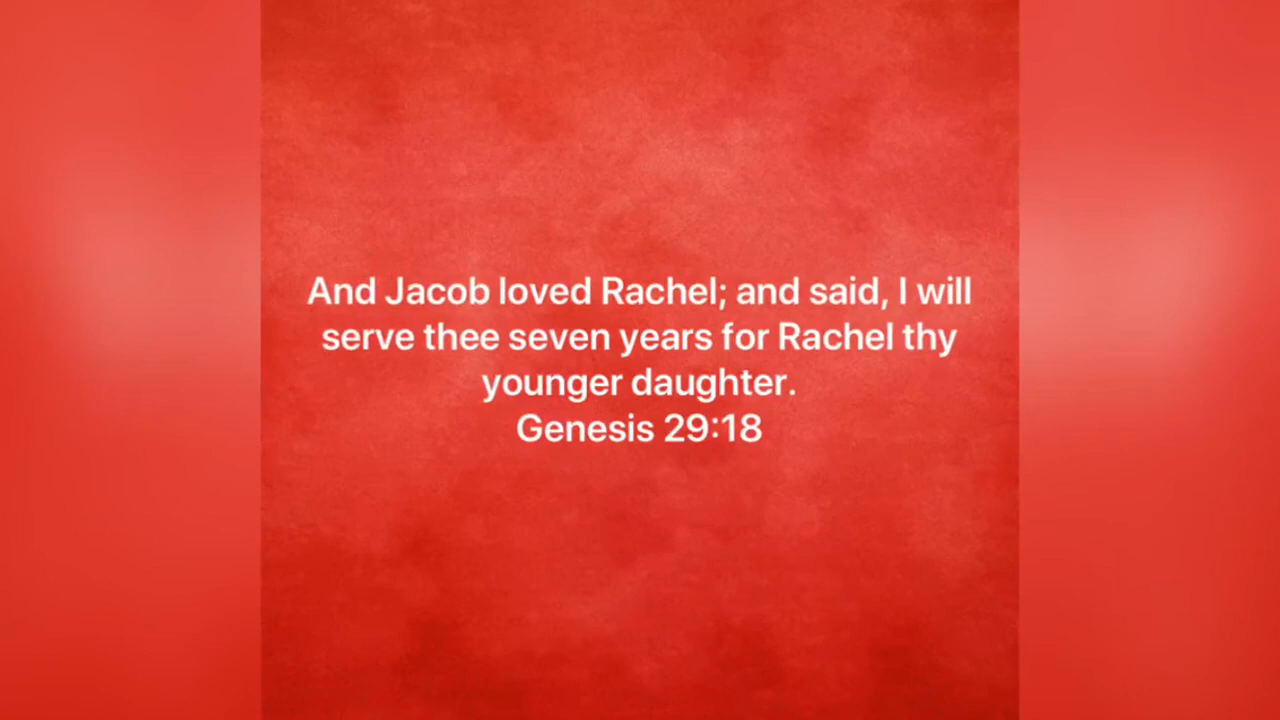 And Jacob loved Rachel; and said, I will
serve thee seven years for Rachel thy
younger daughter.
Genesis 29:18